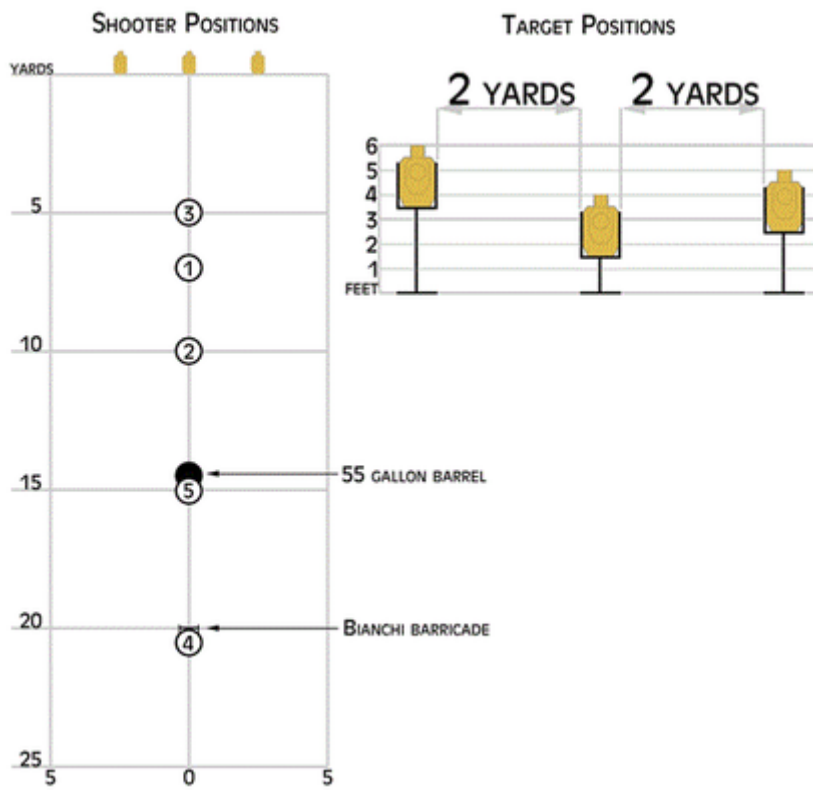 SHOOTER POSITIONS
YARDS
5
3
1
10
2
55 GALLON BARREL
15
5
20
BIANCHI BARRICADE
4
25
5 0 5
TARGET POSITIONS
2 YARDS 2 YARDS
6
5
4
3
2
1
FEET